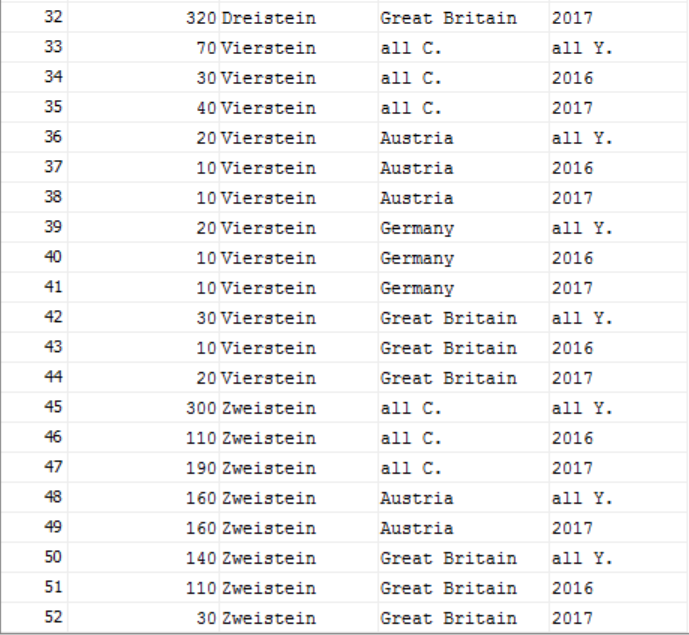 32 320 Dreistein Great Britain 2017
33 70 Vierstein all C. all Y.
34 30 Vierstein all C. 2016
35 40 Vierstein all C. 2017
36 20 Vierstein Austria all Y.
37 10 Vierstein Austria 2016
38 10 Vierstein Austria 2017
39 20 Vierstein Germany all Y.
40 10 Vierstein Germany 2016
41 10 Vierstein Germany 2017
42 30 Vierstein Great Britain all Y.
43 10 Vierstein Great Britain 2016
44 20 Vierstein Great Britain 2017
45 300 Zweistein all C. all Y.
46 110 Zweistein all C. 2016
47 190 Zweistein all C. 2017
48 160 Zweistein Austria all Y.
49 160 Zweistein Austria 2017
50 140 Zweistein Great Britain all Y.
51 110 Zweistein Great Britain 2016
52 30 Zweistein Great Britain 2017